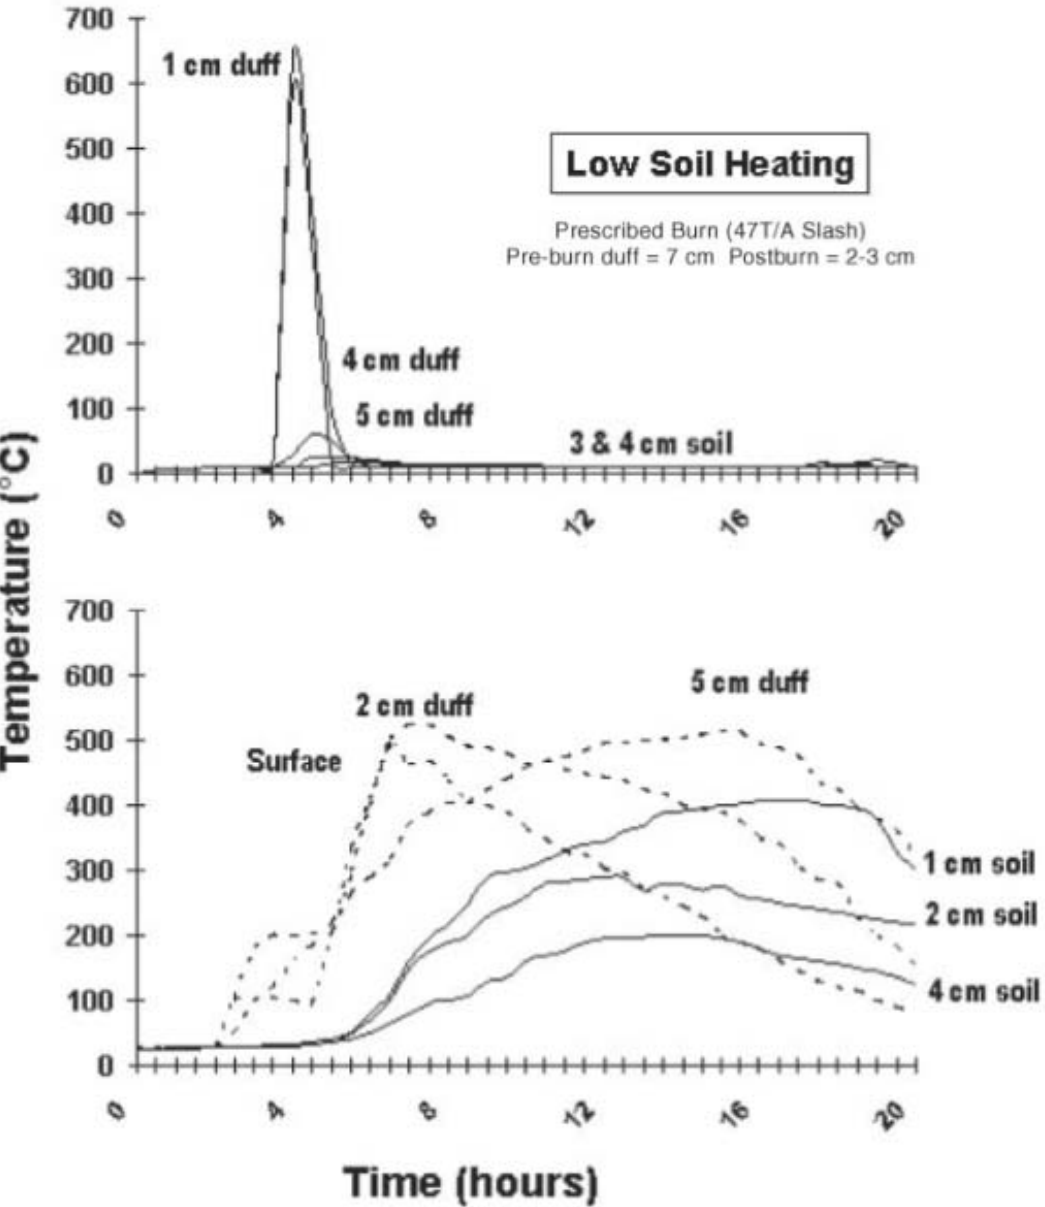 Temperature (°C)
700
600
500
400
300
200
100
0
1 cm duff
Low Soil Heating
Prescribed Burn (47T/A Slash)
Pre-burn duff = 7 cm Postburn = 2-3 cm
4 cm duff
5 cm duff
3 & 4 cm soil
0
4
8
12
16
20
700
600
500
400
300
200
100
0
2 cm duff
5 cm duff
Surface
1 cm soil
2 cm soil
4 cm soil
0
4
8
12
16
20
Time (hours)